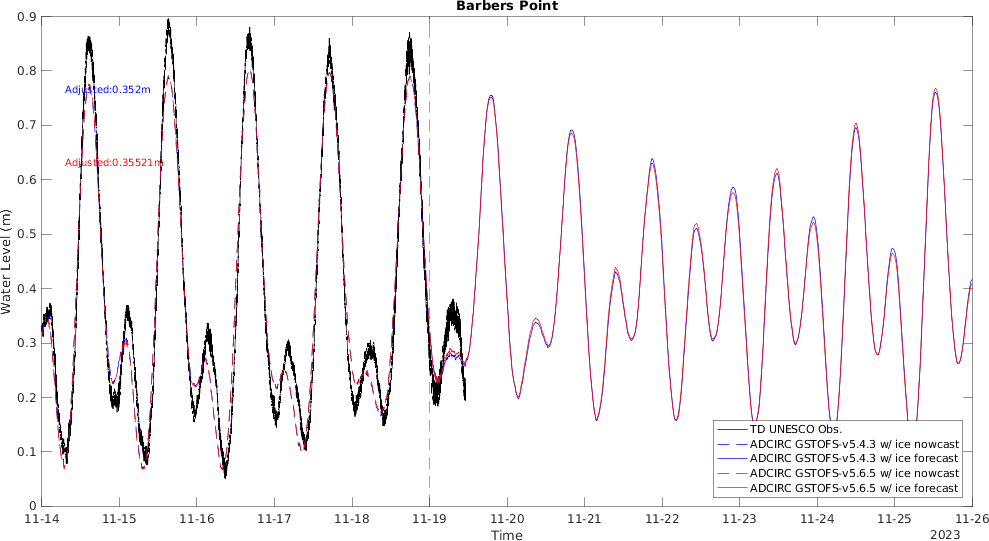 Barbers Point
Water Level (m)
0.9
0.8
0.7
0.6
0.5
0.4
0.3
0.2
0.1
0
Adjusted:0.352m
Adjusted:0.35521m
TD UNESCO Obs.
ADCIRC GSTOFS-v5.4.3 w/ ice nowcast
ADCIRC GSTOFS-v5.4.3 w/ ice forecast
ADCIRC GSTOFS-v5.6.5 w/ ice nowcast
ADCIRC GSTOFS-v5.6.5 w/ ice forecast
11-14 11-15 11-16 11-17 11-18 11-19 11-20 11-21 11-22 11-23 11-24 11-25 11-26
Time
2023